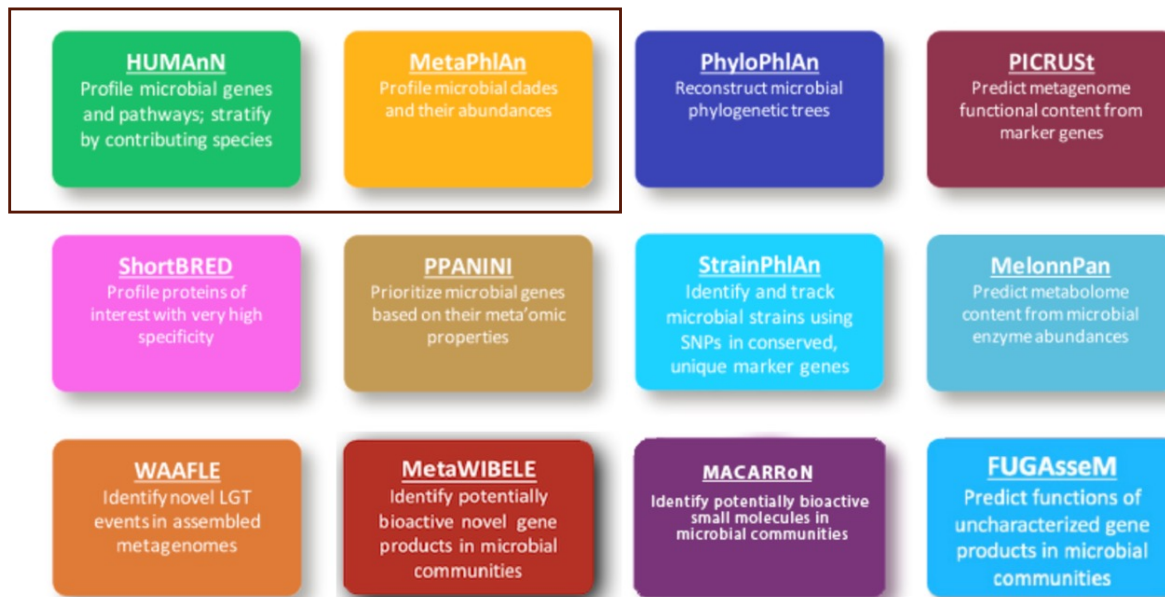 HUMAnN
Profile microbial genes
and pathways; stratify
by contributing species
MetaPhlAn
Profile microbial clades
and their abundances
PhyloPhlAn
Reconstruct microbial
phylogenetic trees
PICRUSt
Predict metagenome
functional content from
marker genes
ShortBRED
Profile proteins of
interest with very high
specificity
PPANINI
Prioritize microbial genes
based on their meta’omic
properties
StrainPhlAn
Identify and track
microbial strains using
SNPs in conserved,
unique marker genes
MelonnPan
Predict metabolome
content from microbial
enzyme abundances
WAAFLE
Identify novel LGT
events in assembled
metagenomes
MetaWIBELE
Identify potentially
bioactive novel gene
products in microbial
communities
MACARRoN
Identify potentially bioactive
small molecules in
microbial communities
FUGAsseM
Predict functions of
uncharacterized gene
products in microbial
communities